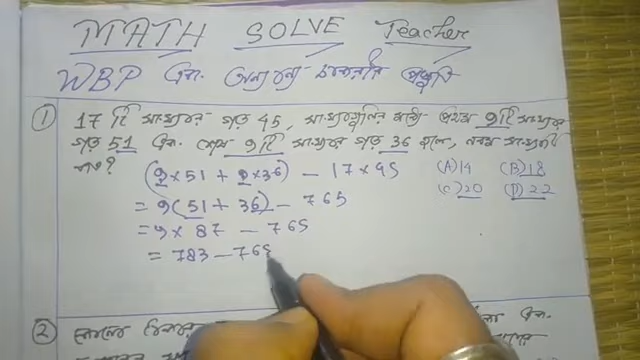 MATH SOLVE Teacher
WBP এবং অন্যান্য চাকরির প্রস্তুতি
① 17 টি সংখ্যার গড় 45, সংখ্যাগুলির মধ্যে প্রথম 9টি সংখ্যার
গড় 51 এবং শেষ 9টি সংখ্যার গড় 36 হলে, নবম সংখ্যাটি
কত?
(A) 14 (B) 18
(C) 20 (D) 22
(9×51 + 9×36) - 17×45
= 9(51 + 36) - 765
= 9 × 87 - 765
= 783 - 765
②